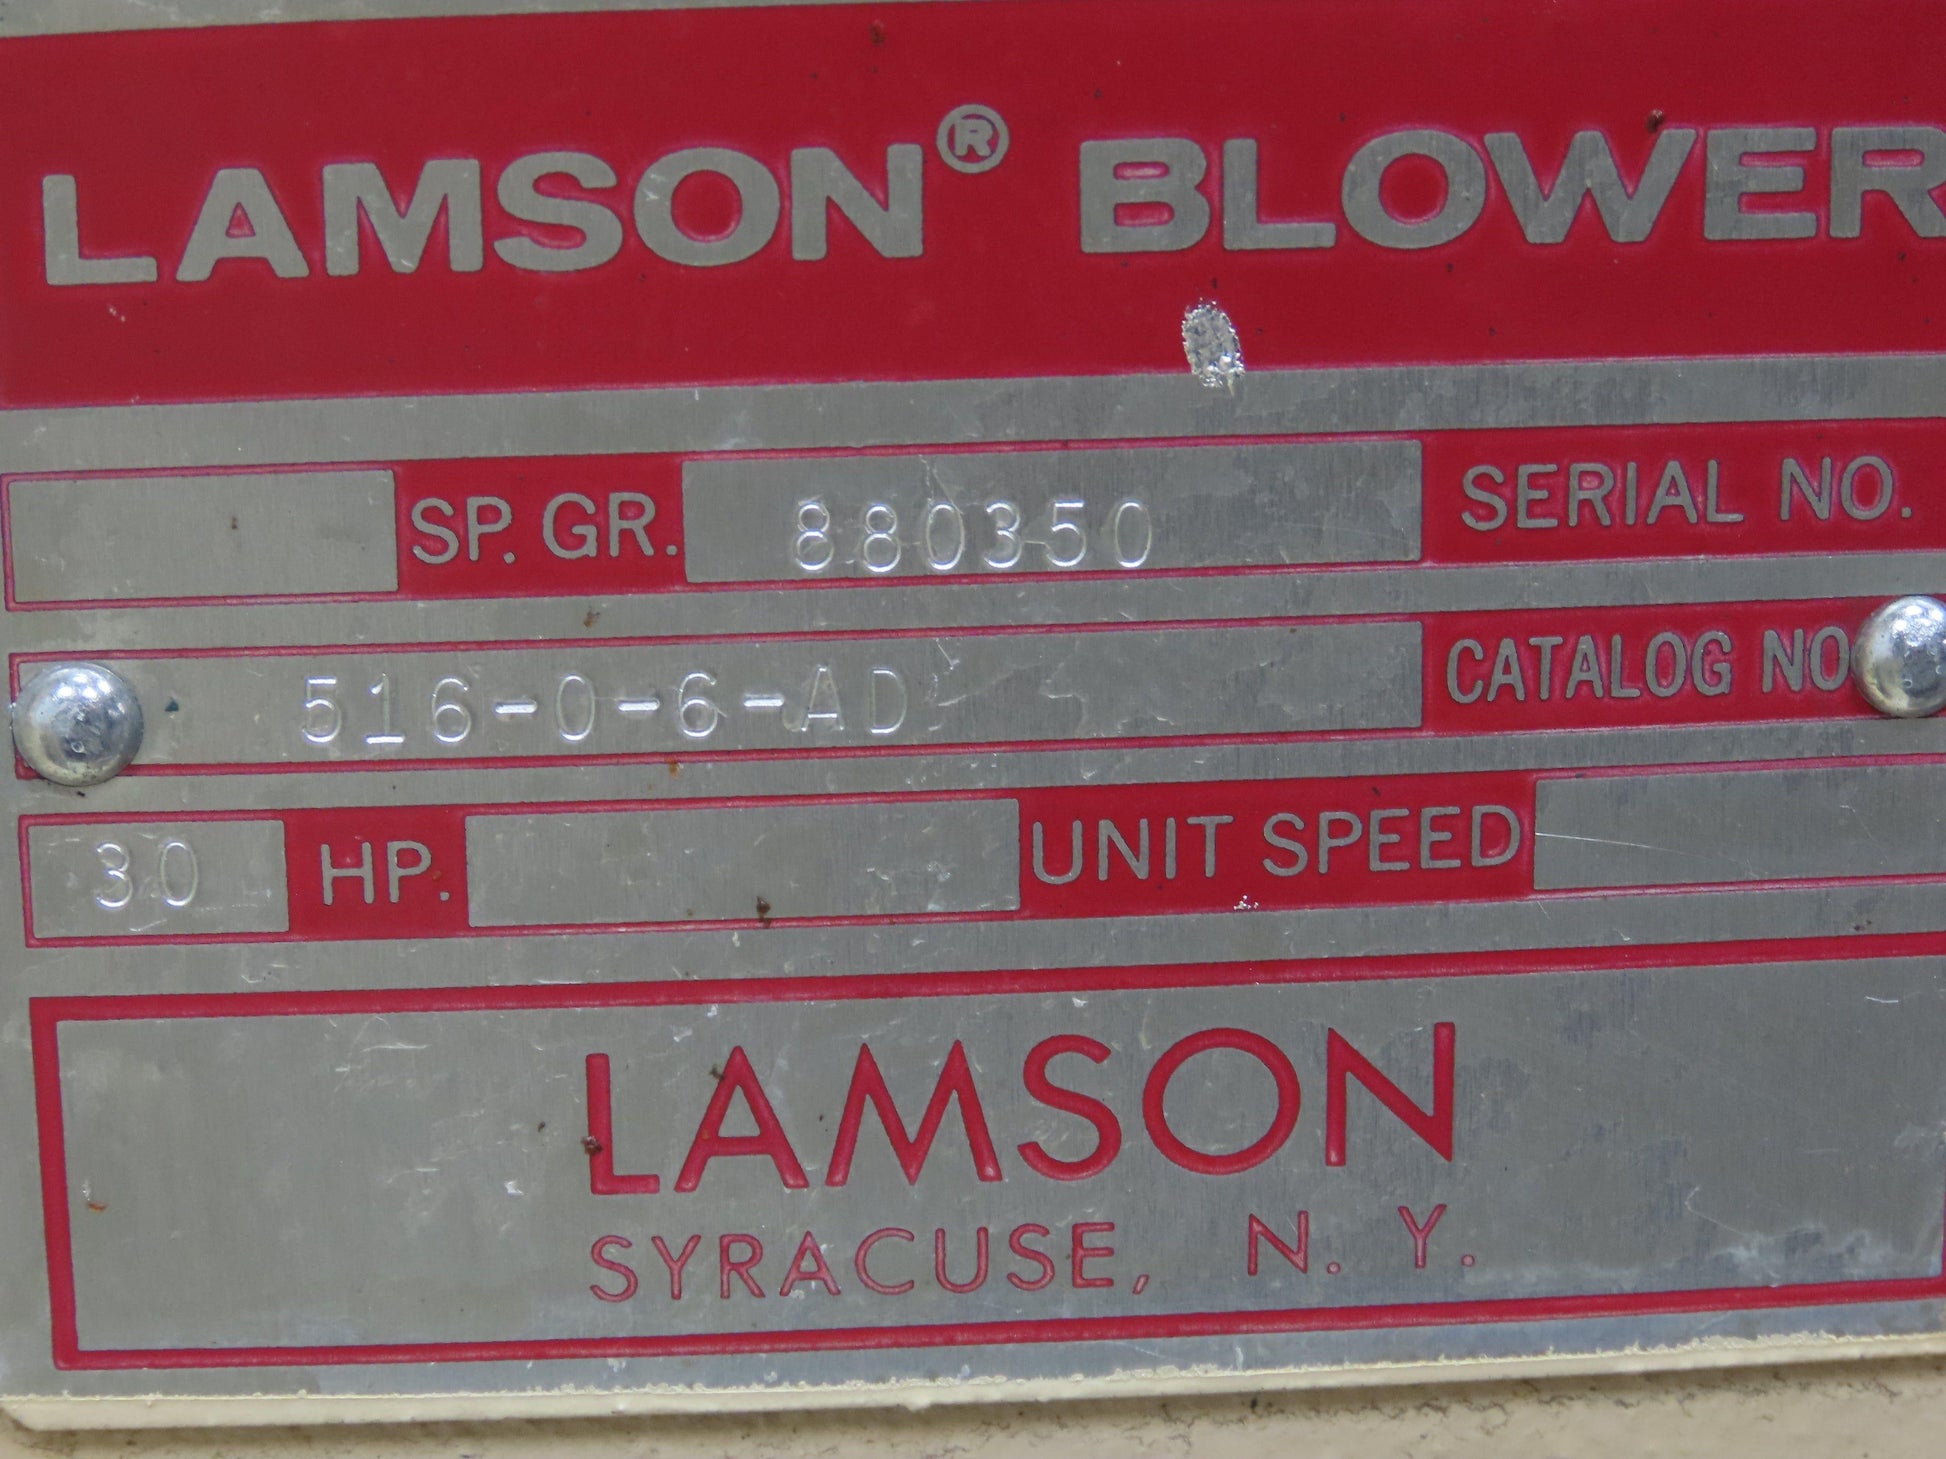 LAMSON® BLOWER
SP. GR. 880350 SERIAL NO.
516-0-6-AD CATALOG NO
30 HP. UNIT SPEED
LAMSON
SYRACUSE, N. Y.